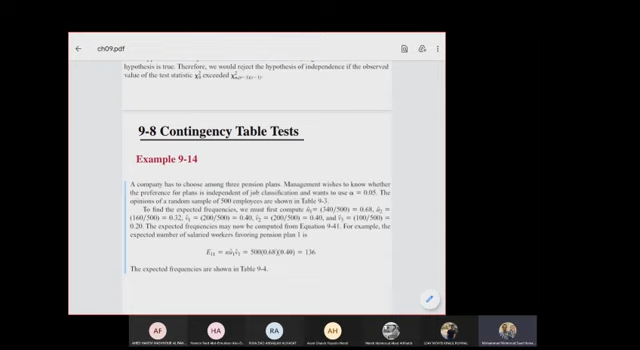 ch09.pdf
hypothesis is true. Therefore, we would reject the hypothesis of independence if the observed
value of the test statistic χ²₀ exceeded
9-8 Contingency Table Tests
Example 9-14
A company has to choose among three pension plans. Management wishes to know whether
the preference for plans is independent of job classification and wants to use α = 0.05. The
opinions of a random sample of 500 employees are shown in Table 9-3.
To find the expected frequencies, we must first compute û₁= (340/500) = 0.68, û₂ =
(160/500) = 0.32, v̂₁ = (200/500) = 0.40, v̂₂ = (200/500) = 0.40, and v̂₃ = (100/500) =
0.20. The expected frequencies may now be computed from Equation 9-41. For example, the
expected number of salaried workers favoring pension plan 1 is
E₁₁ = nû₁v̂₁ = 500(0.68)(0.40) = 136
The expected frequencies are shown in Table 9-4.
AF
HA
RA
AH